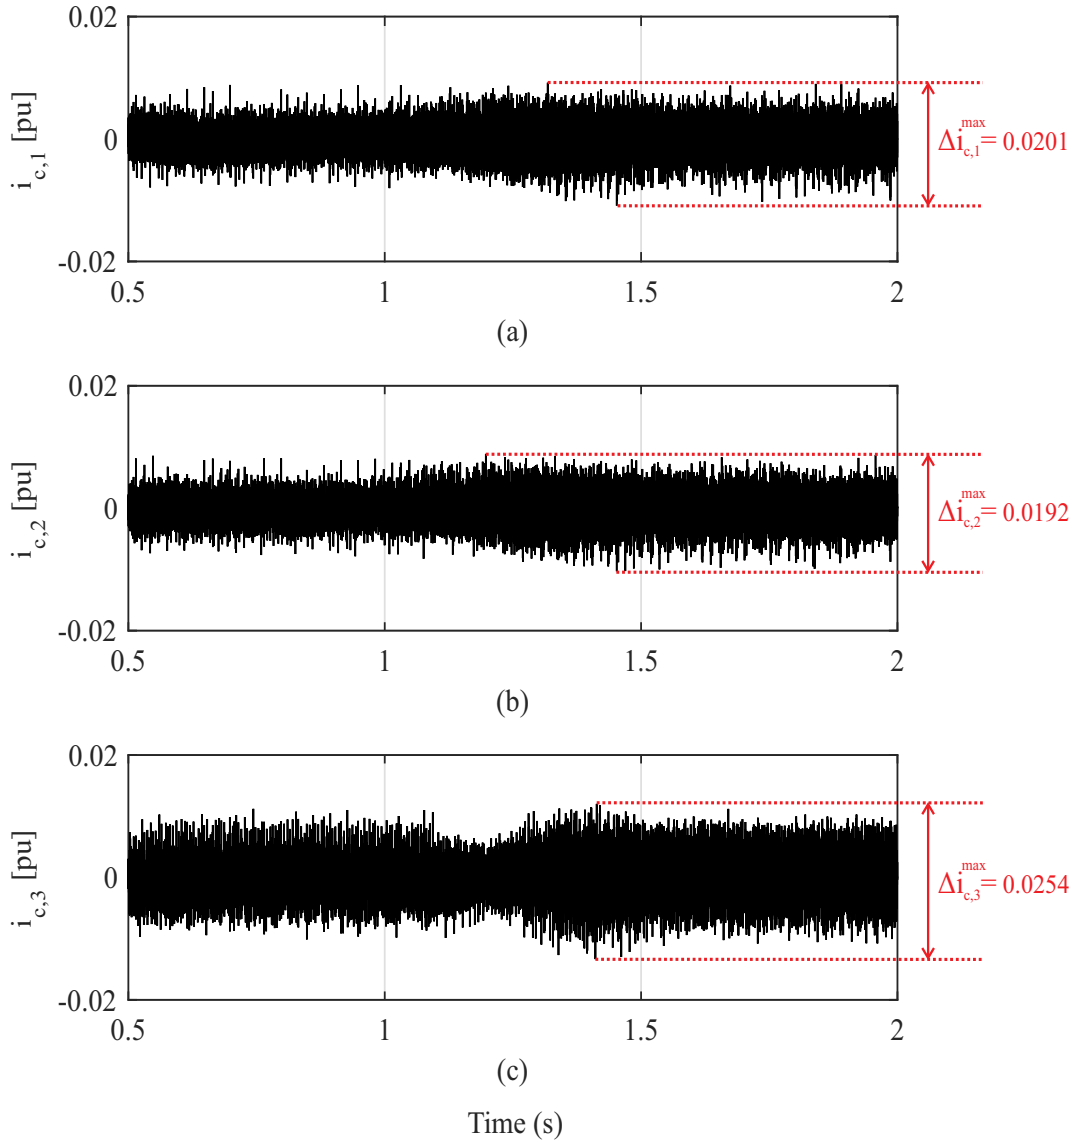 0.02
0
-0.02
i_c,1 [pu]
0.5 1 1.5 2
Δi_c,1^max = 0.0201
(a)
0.02
0
-0.02
i_c,2 [pu]
0.5 1 1.5 2
Δi_c,2^max = 0.0192
(b)
0.02
0
-0.02
i_c,3 [pu]
0.5 1 1.5 2
Δi_c,3^max = 0.0254
(c)
Time (s)